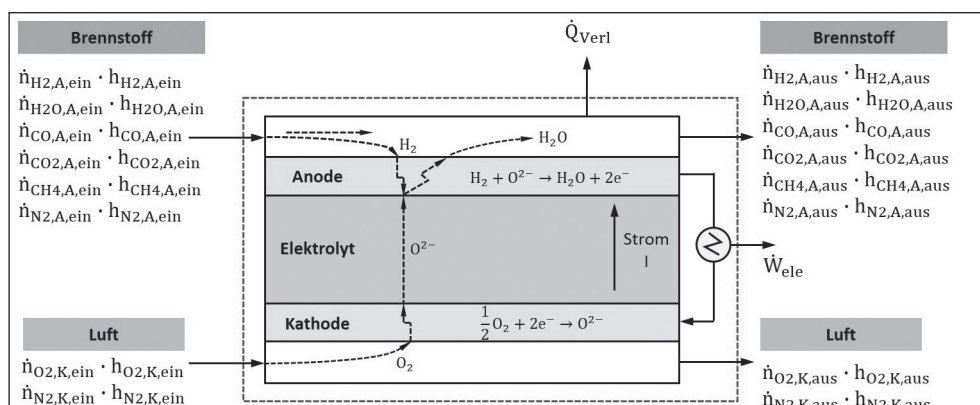 Brennstoff
ṅH2,A,ein · hH2,A,ein
ṅH2O,A,ein · hH2O,A,ein
ṅCO,A,ein · hCO,A,ein
ṅCO2,A,ein · hCO2,A,ein
ṅCH4,A,ein · hCH4,A,ein
ṅN2,A,ein · hN2,A,ein
Luft
ṅO2,K,ein · hO2,K,ein
ṅN2,K,ein · hN2,K,ein
Q̇Verl
H₂
H₂O
Anode
H₂ + O²⁻ → H₂O + 2e⁻
Elektrolyt
O²⁻
Strom
I
Kathode
1/2 O₂ + 2e⁻ → O²⁻
O₂
Ẇele
Brennstoff
ṅH2,A,aus · hH2,A,aus
ṅH2O,A,aus · hH2O,A,aus
ṅCO,A,aus · hCO,A,aus
ṅCO2,A,aus · hCO2,A,aus
ṅCH4,A,aus · hCH4,A,aus
ṅN2,A,aus · hN2,A,aus
Luft
ṅO2,K,aus · hO2,K,aus
ṅN2,K,aus · hN2,K,aus